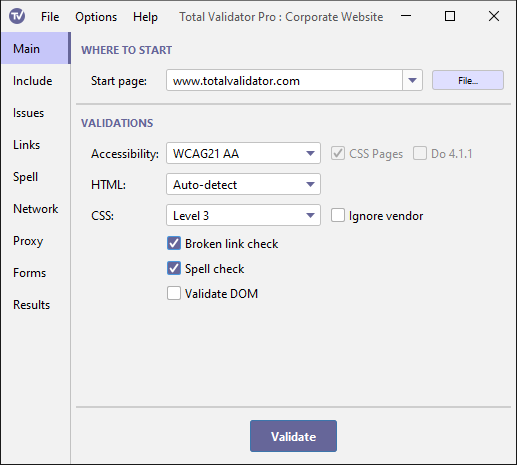 TV File Options Help Total Validator Pro : Corporate Website
Main
Include
Issues
Links
Spell
Network
Proxy
Forms
Results
WHERE TO START
Start page: www.totalvalidator.com File...
VALIDATIONS
Accessibility: WCAG21 AA CSS Pages Do 4.1.1
HTML: Auto-detect
CSS: Level 3 Ignore vendor
Broken link check
Spell check
Validate DOM
Validate